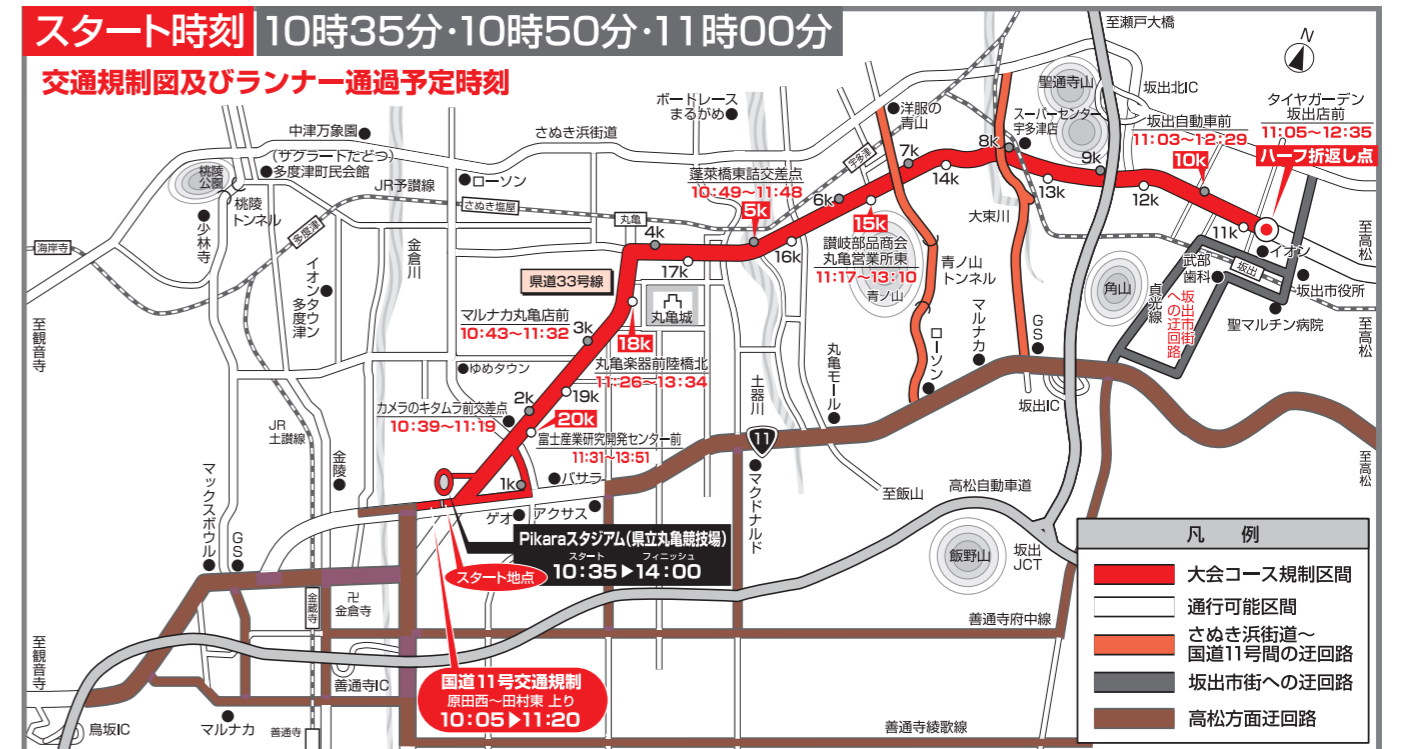 スタート時刻 10時35分・10時50分・11時00分
交通規制図及びランナー通過予定時刻
至瀬戸大橋
N
聖通寺山
坂出北IC
タイヤガーデン
坂出店前
11:05〜12:35
ハーフ折返し点
スーパーセンター
宇多津店
坂出自動車前
11:03〜12:29
10k
ボートレース
まるがめ
洋服の
青山
中津万象園
さぬき浜街道
(サクラートたどつ)
多度津町民会館
桃陵
公園
JR予讃線
ローソン
桃陵
トンネル
さぬき塩屋
丸亀
宇多津
蓬莱橋東詰交差点
10:49〜11:48
5k
7k
14k
8k
9k
13k
12k
11k
6k
15k
讃岐部品商会
丸亀営業所東
11:17〜13:10
青ノ山
16k
4k
17k
大東川
青ノ山
トンネル
少林寺
多度津
海岸寺
金倉川
イオンタウン
多度津
県道33号線
丸亀城
マルナカ丸亀店前
10:43〜11:32
3k
18k
丸亀楽器前陸橋北
11:26〜13:34
イオン
至高松
坂出
武部
歯科
角山
貞光線
坂出市街
への迂回路
坂出市役所
聖マルチン病院
至高松
至観音寺
ゆめタウン
土器川
丸亀モール
ローソン
マルナカ
GS
坂出IC
カメラのキタムラ前交差点
10:39〜11:19
2k
19k
20k
富士産業研究開発センター前
11:31〜13:51
11
JR
土讃線
金陵
マックスボウル
GS
1k
バサラ
ゲオ
アクサス
マクドナルド
至飯山
高松自動車道
至高松
Pikaraスタジアム(県立丸亀競技場)
スタート フィニッシュ
10:35▶14:00
スタート地点
飯野山
坂出
JCT
金蔵寺
卍
金倉寺
善通寺府中線
至観音寺
善通寺IC
国道11号交通規制
原田西〜田村東 上り
10:05▶11:20
鳥坂IC
マルナカ
善通寺
善通寺綾歌線
凡例
大会コース規制区間
通行可能区間
さぬき浜街道〜
国道11号間の迂回路
坂出市街への迂回路
高松方面迂回路